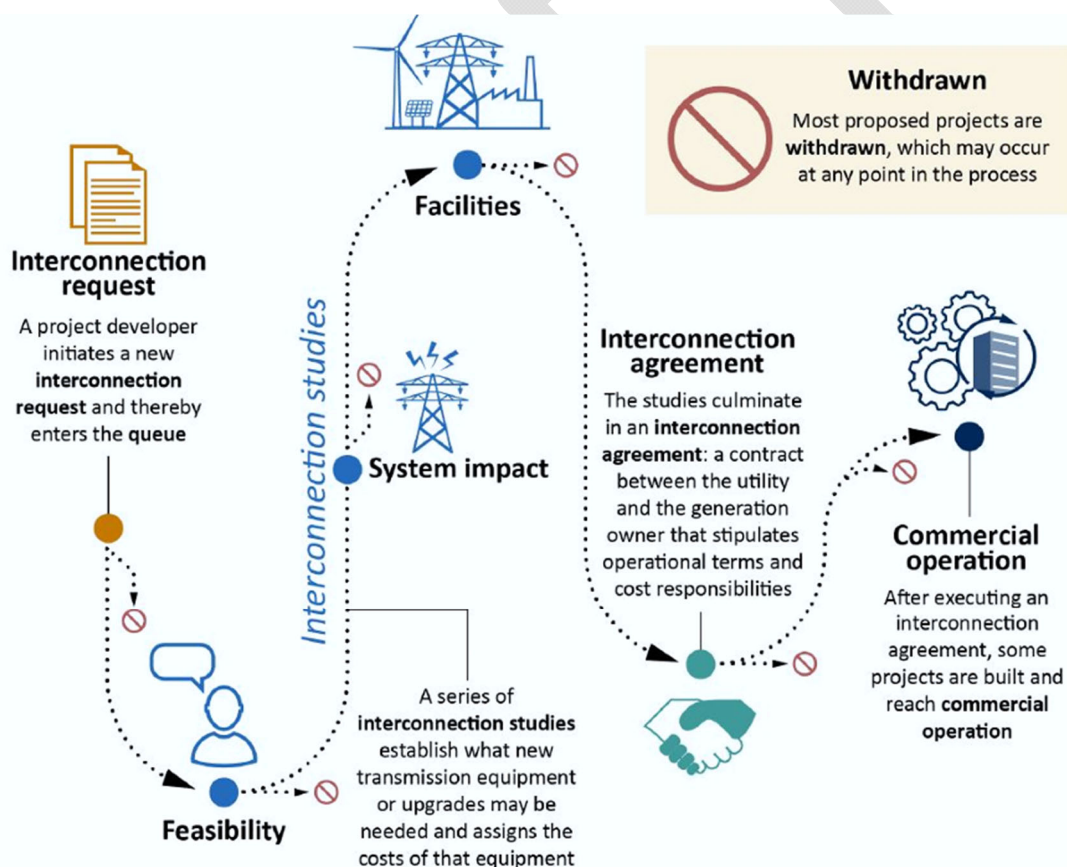 Withdrawn
Most proposed projects are
withdrawn, which may occur
at any point in the process
Facilities
Interconnection
request
A project developer
initiates a new
interconnection
request and thereby
enters the queue
Interconnection studies
System impact
Feasibility
A series of
interconnection studies
establish what new
transmission equipment
or upgrades may be
needed and assigns the
costs of that equipment
Interconnection
agreement
The studies culminate
in an interconnection
agreement: a contract
between the utility
and the generation
owner that stipulates
operational terms and
cost responsibilities
Commercial
operation
After executing an
interconnection
agreement, some
projects are built and
reach commercial
operation